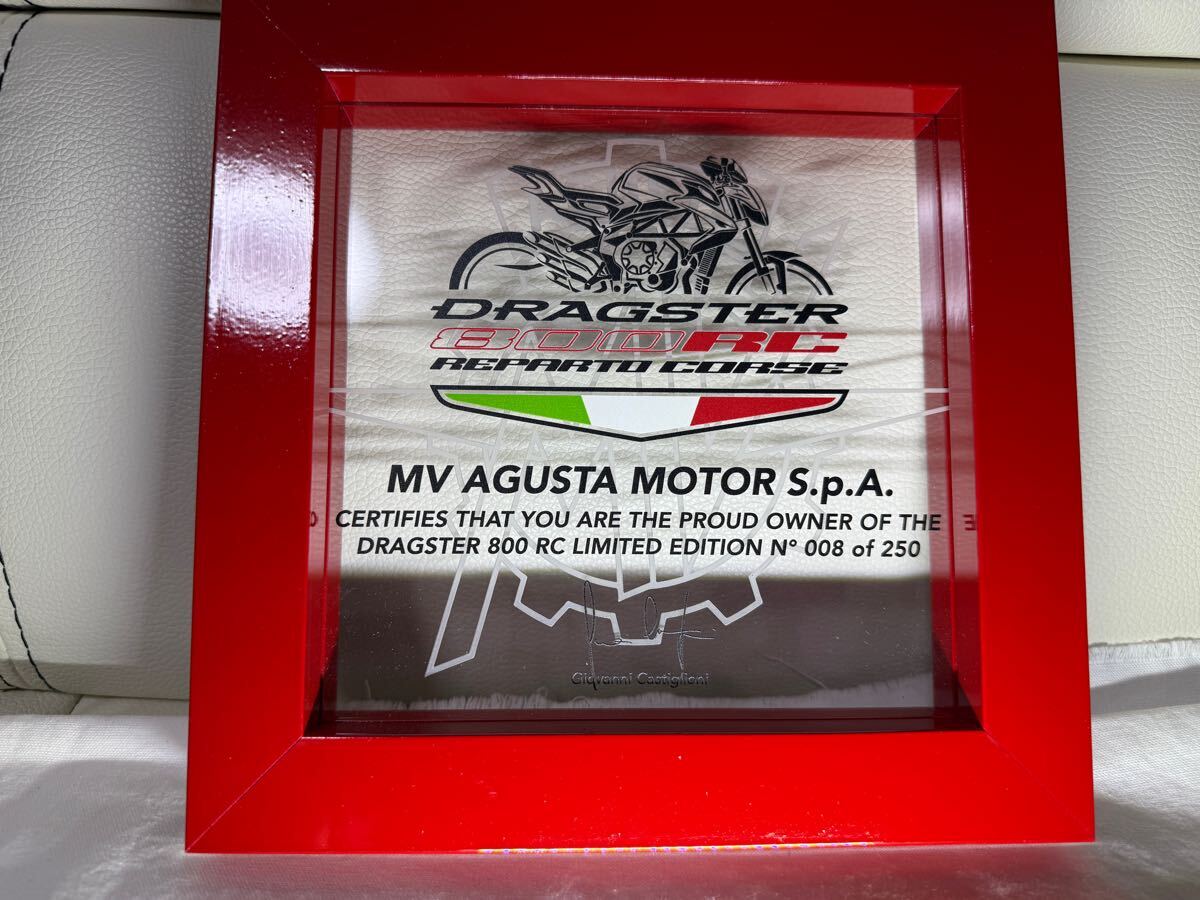 DRAGSTER
800RC
REPARTO CORSE
MV AGUSTA MOTOR S.p.A.
CERTIFIES THAT YOU ARE THE PROUD OWNER OF THE
DRAGSTER 800 RC LIMITED EDITION N° 008 of 250
Giovanni Castiglioni